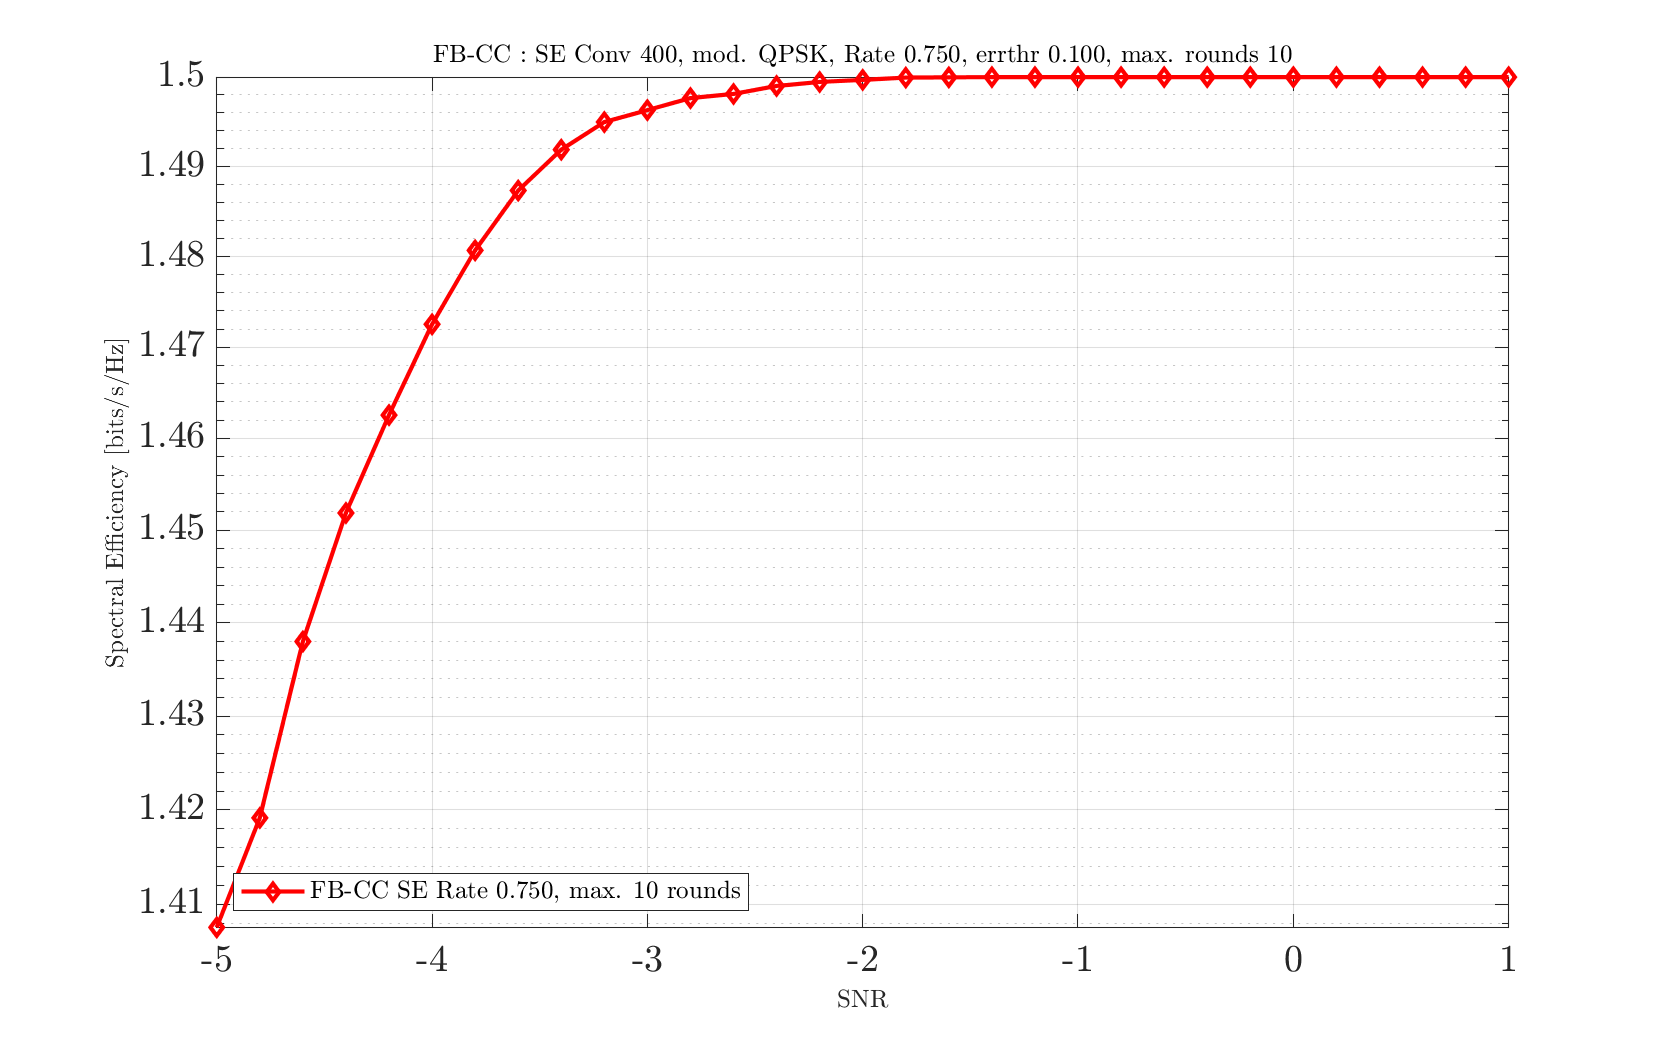 FB-CC : SE Conv 400, mod. QPSK, Rate 0.750, errthr 0.100, max. rounds 10
1.5
1.49
1.48
1.47
1.46
1.45
1.44
1.43
1.42
1.41
Spectral Efficiency [bits/s/Hz]
FB-CC SE Rate 0.750, max. 10 rounds
-5 -4 -3 -2 -1 0 1
SNR